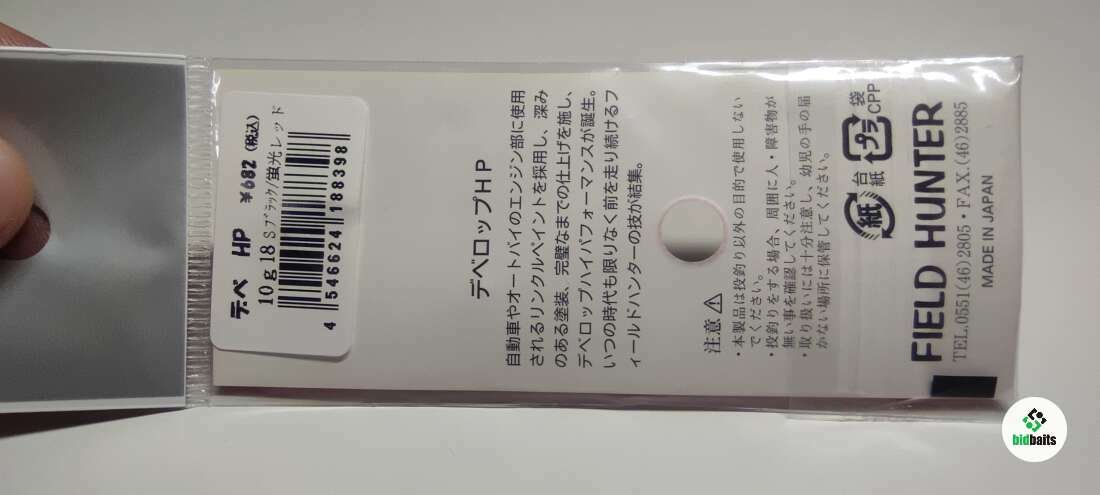 デ・ベ HP ¥682 (税込)
10g18 Sブラック/蛍光レッド
4 546624 188398
デベロップHP
自動車やオートバイのエンジン部に使用
されるリンクルペイントを採用し、深み
のある塗装、完璧なまでの仕上げを施し、
デベロップハイパフォーマンスが誕生。
いつの時代も限りなく前を走り続けるフ
ィールドハンターの技が結集。
注意⚠
・本製品は投釣り以外の目的で使用しない
でください。
・投釣りをする場合、周囲に人・障害物が
無い事を確認してください。
・取り扱いには十分注意し、幼児の手の届
かない場所に保管してください。
紙 台紙 プラ 袋 CPP
FIELD HUNTER
TEL.0551(46)2805・FAX.(46)2885
MADE IN JAPAN
bidbaits